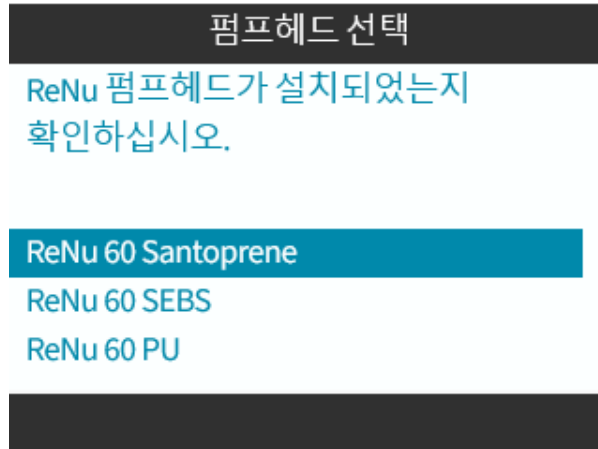 펌프헤드 선택
ReNu 펌프헤드가 설치되었는지
확인하십시오.
ReNu 60 Santoprene
ReNu 60 SEBS
ReNu 60 PU